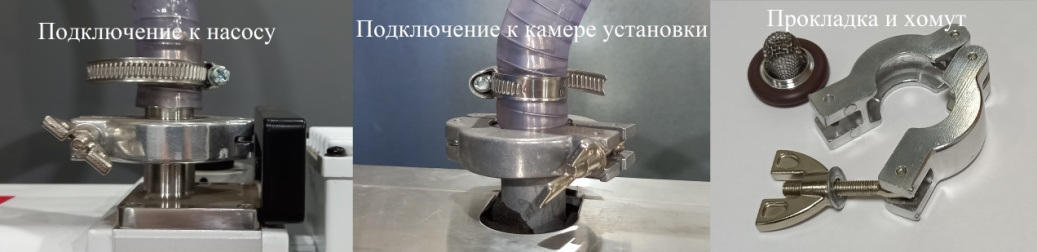 Подключение к насосу
Подключение к камере установки
Прокладка и хомут